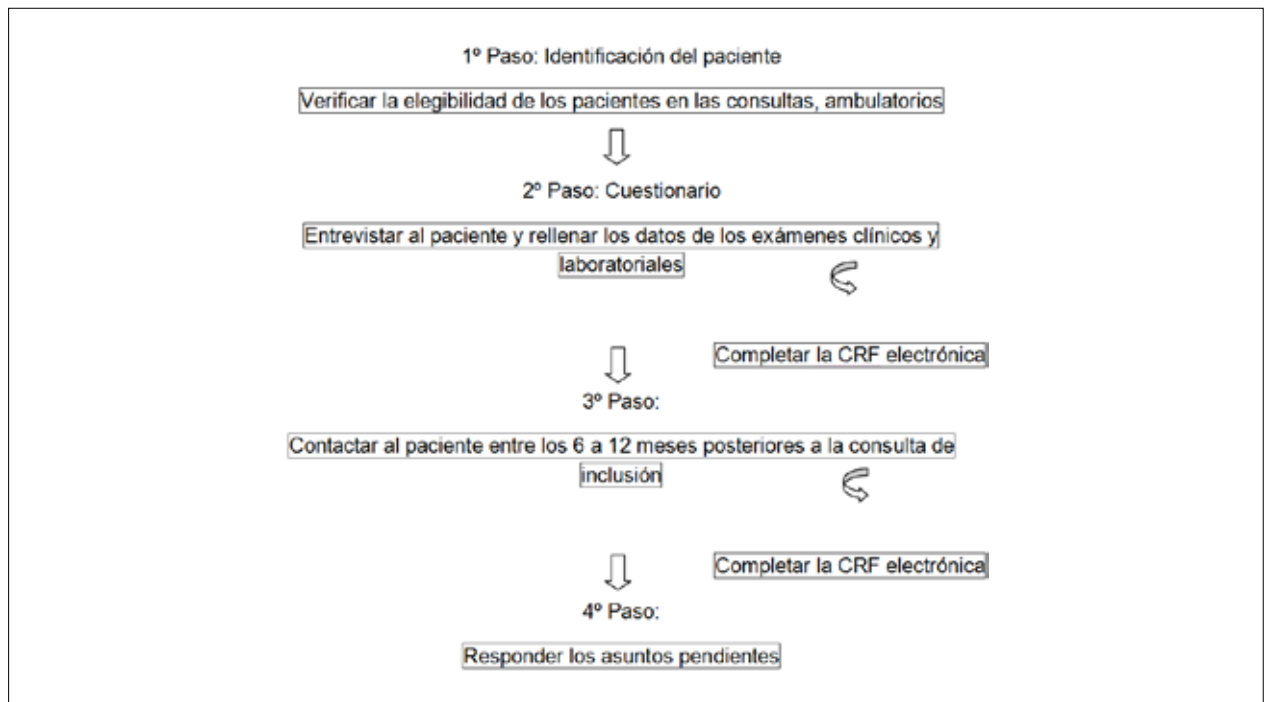 1º Paso: Identificación del paciente
Verificar la elegibilidad de los pacientes en las consultas, ambulatorios
2º Paso: Cuestionario
Entrevistar al paciente y rellenar los datos de los exámenes clínicos y
laboratoriales
Completar la CRF electrónica
3º Paso:
Contactar al paciente entre los 6 a 12 meses posteriores a la consulta de
inclusión
Completar la CRF electrónica
4º Paso:
Responder los asuntos pendientes